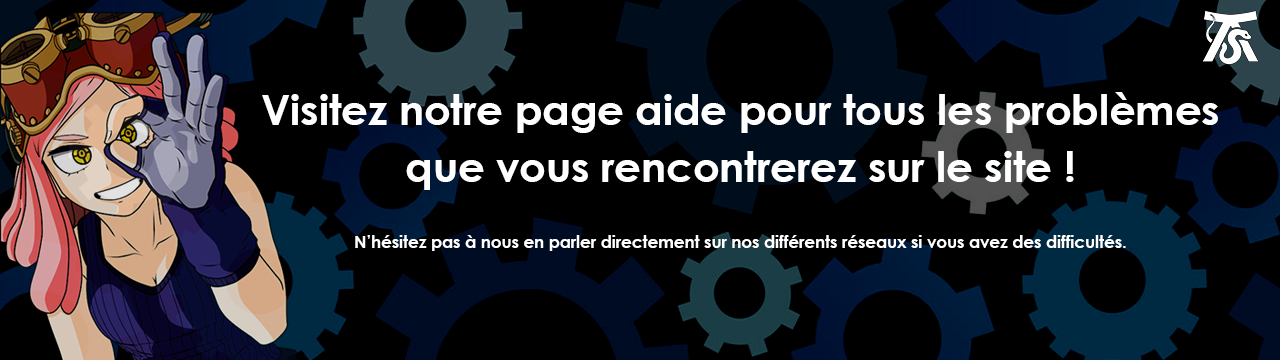 Visitez notre page aide pour tous les problèmes
que vous rencontrerez sur le site !
N'hésitez pas à nous en parler directement sur nos différents réseaux si vous avez des difficultés.